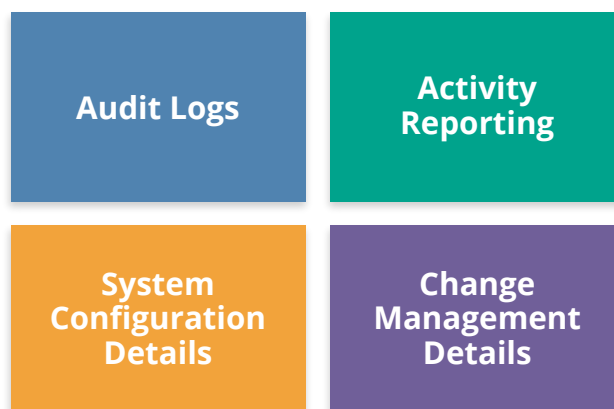 Audit Logs
Activity
Reporting
System
Configuration
Details
Change
Management
Details